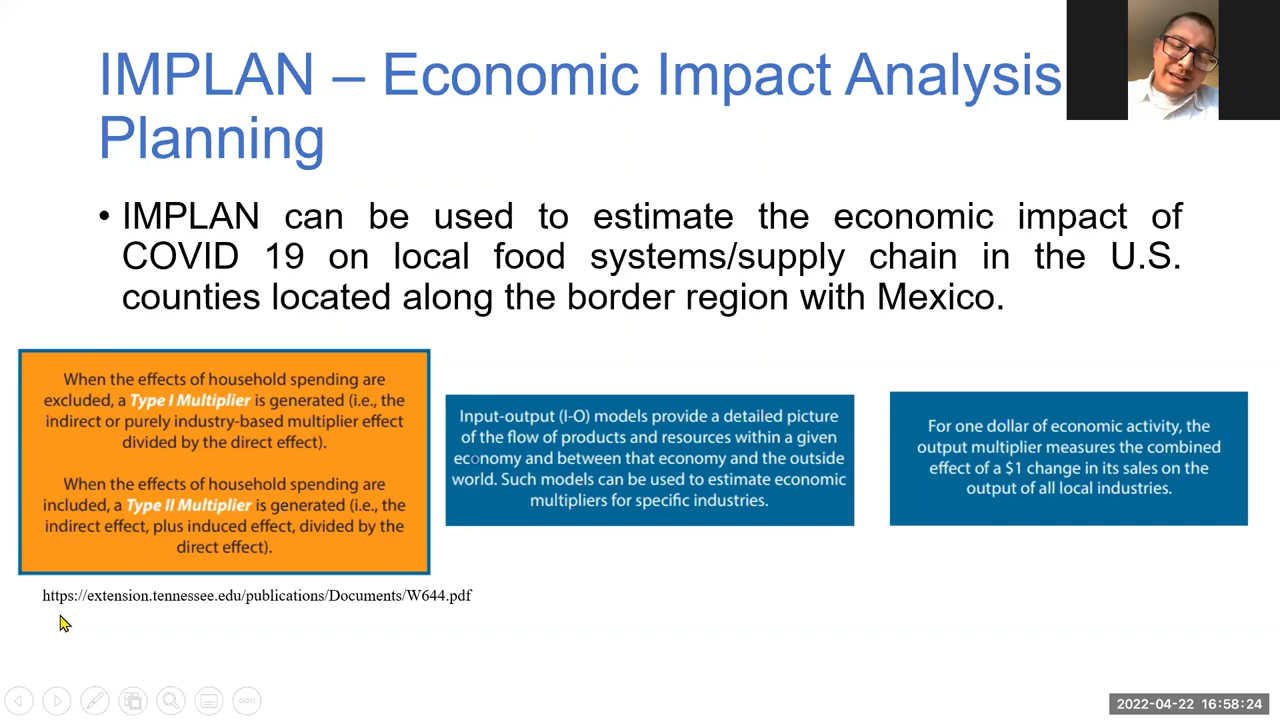 IMPLAN – Economic Impact Analysis
Planning
• IMPLAN can be used to estimate the economic impact of
COVID 19 on local food systems/supply chain in the U.S.
counties located along the border region with Mexico.
When the effects of household spending are
excluded, a Type I Multiplier is generated (i.e., the
indirect or purely industry-based multiplier effect
divided by the direct effect).
When the effects of household spending are
included, a Type II Multiplier is generated (i.e., the
indirect effect, plus induced effect, divided by the
direct effect).
Input-output (I-O) models provide a detailed picture
of the flow of products and resources within a given
economy and between that economy and the outside
world. Such models can be used to estimate economic
multipliers for specific industries.
For one dollar of economic activity, the
output multiplier measures the combined
effect of a $1 change in its sales on the
output of all local industries.
https://extension.tennessee.edu/publications/Documents/W644.pdf
2022-04-22 16:58:24